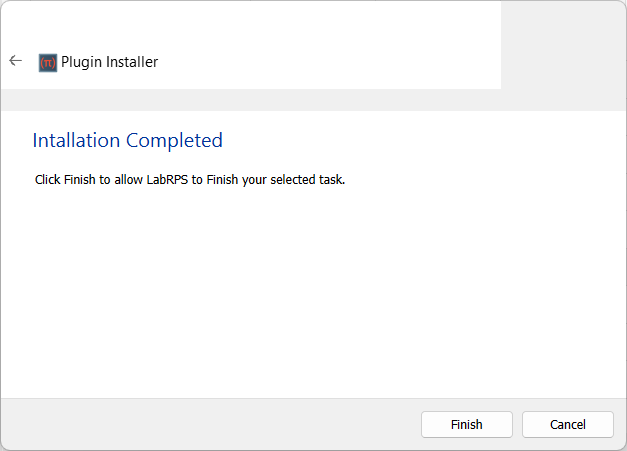 (π) Plugin Installer
Intallation Completed
Click Finish to allow LabRPS to Finish your selected task.
Finish Cancel